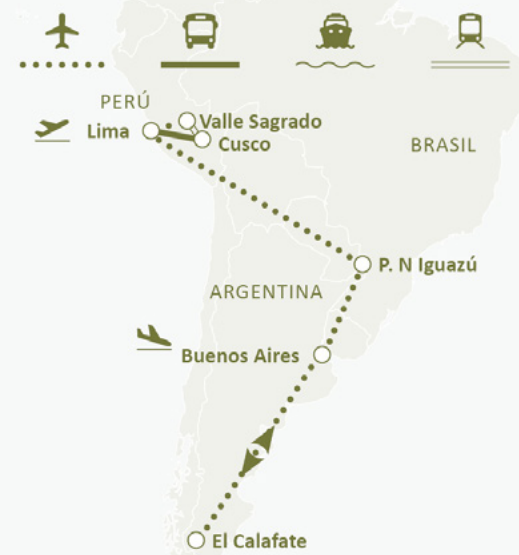 PERÚ
Valle Sagrado
Lima
Cusco
BRASIL
P. N Iguazú
ARGENTINA
Buenos Aires
El Calafate